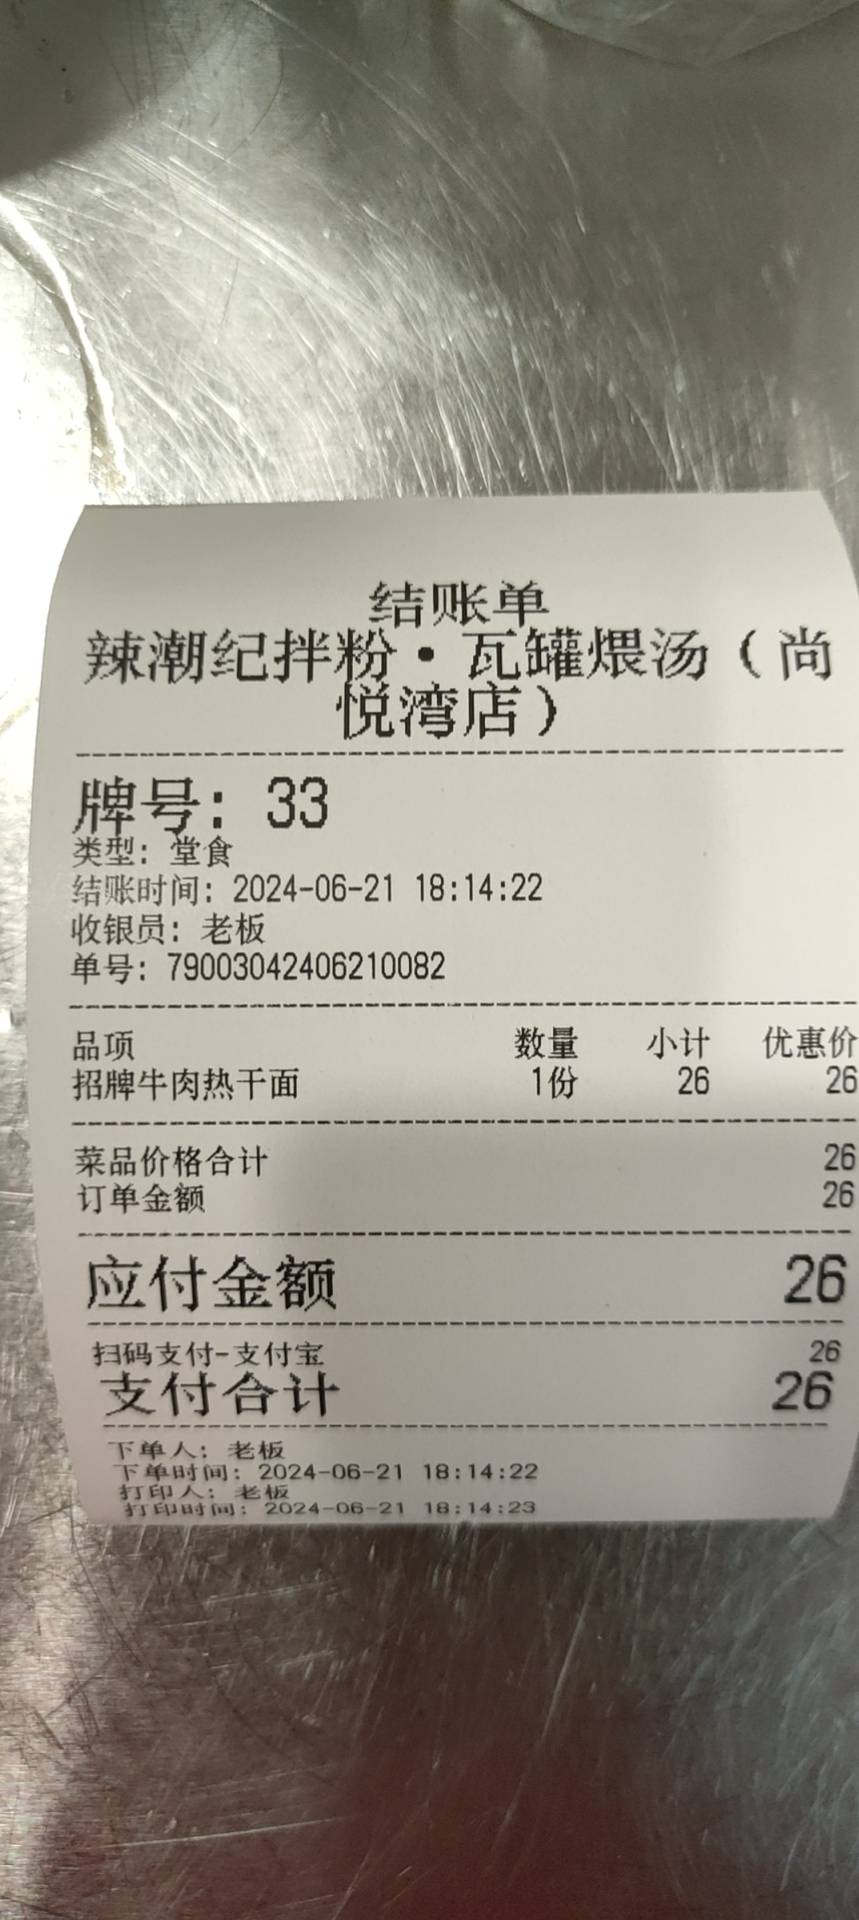 结账单
辣潮纪拌粉·瓦罐煨汤（尚
悦湾店）
牌号: 33
类型: 堂食
结账时间: 2024-06-21 18:14:22
收银员: 老板
单号: 79003042406210082
品项 数量 小计 优惠价
招牌牛肉热干面 1份 26 26
菜品价格合计 26
订单金额 26
应付金额 26
扫码支付-支付宝 26
支付合计 26
下单人: 老板
下单时间: 2024-06-21 18:14:22
打印人: 老板
打印时间: 2024-06-21 18:14:23